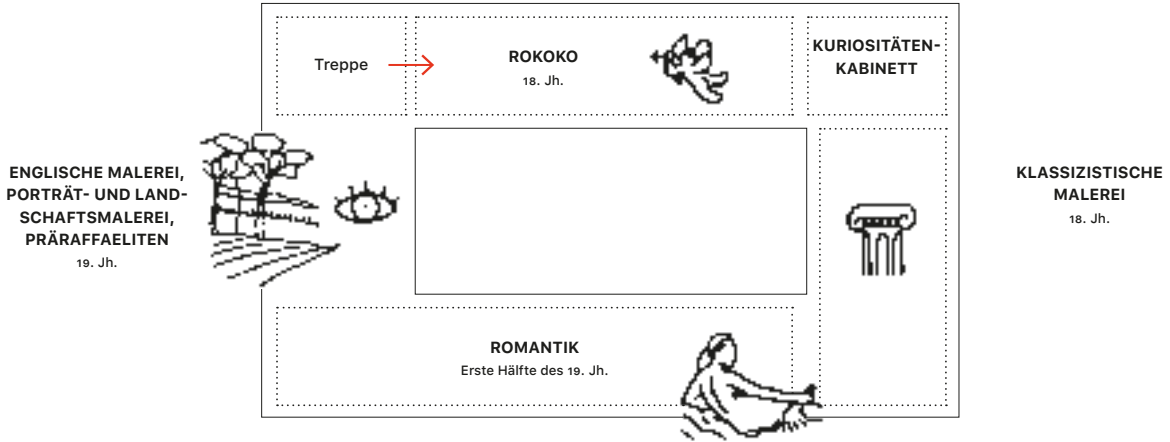 Treppe
ROKOKO
18. Jh.
KURIOSITÄTEN-
KABINETT
ENGLISCHE MALEREI,
PORTRÄT- UND LAND-
SCHAFTSMALEREI,
PRÄRAFFAELITEN
19. Jh.
KLASSIZISTISCHE
MALEREI
18. Jh.
ROMANTIK
Erste Hälfte des 19. Jh.